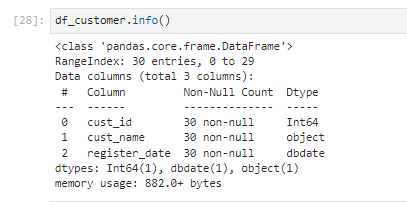 [28]: df_customer.info()
<class 'pandas.core.frame.DataFrame'>
RangeIndex: 30 entries, 0 to 29
Data columns (total 3 columns):
 #   Column         Non-Null Count  Dtype
---  ------         --------------  -----
 0   cust_id        30 non-null     Int64
 1   cust_name      30 non-null     object
 2   register_date  30 non-null     dbdate
dtypes: Int64(1), dbdate(1), object(1)
memory usage: 882.0+ bytes